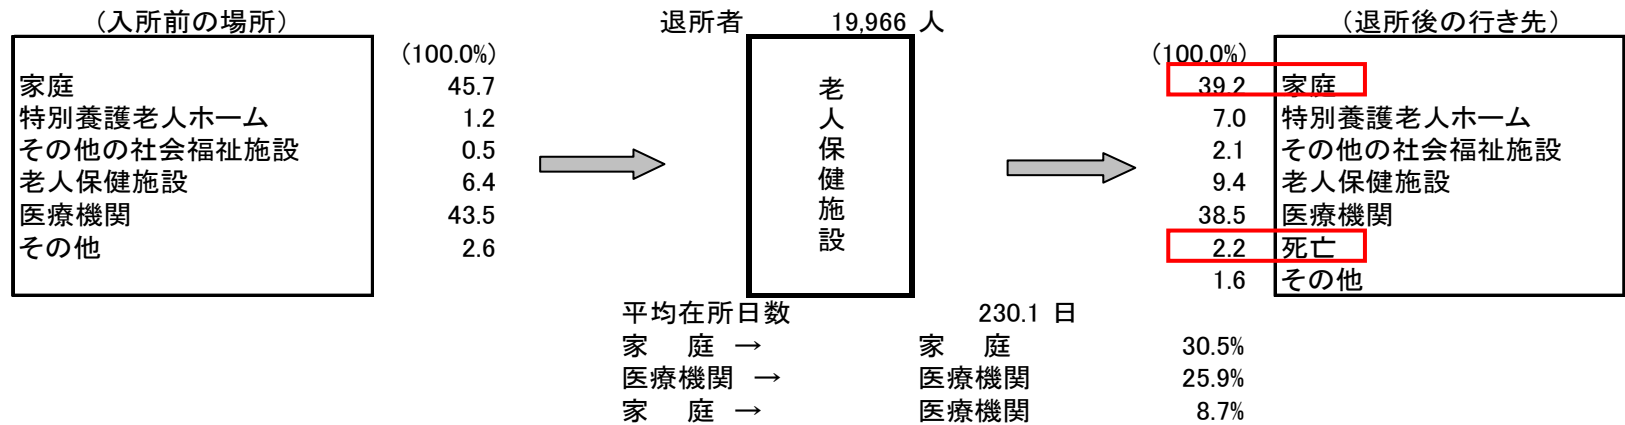 （入所前の場所） 退所者 19,966 人 （退所後の行き先）
（100.0%） （100.0%）
家庭 45.7 39.2 家庭
特別養護老人ホーム 1.2 7.0 特別養護老人ホーム
その他の社会福祉施設 0.5 2.1 その他の社会福祉施設
老人保健施設 6.4 9.4 老人保健施設
医療機関 43.5 38.5 医療機関
その他 2.6 2.2 死亡
1.6 その他
老人保健施設
平均在所日数 230.1 日
家 庭 → 家 庭 30.5%
医療機関 → 医療機関 25.9%
家 庭 → 医療機関 8.7%